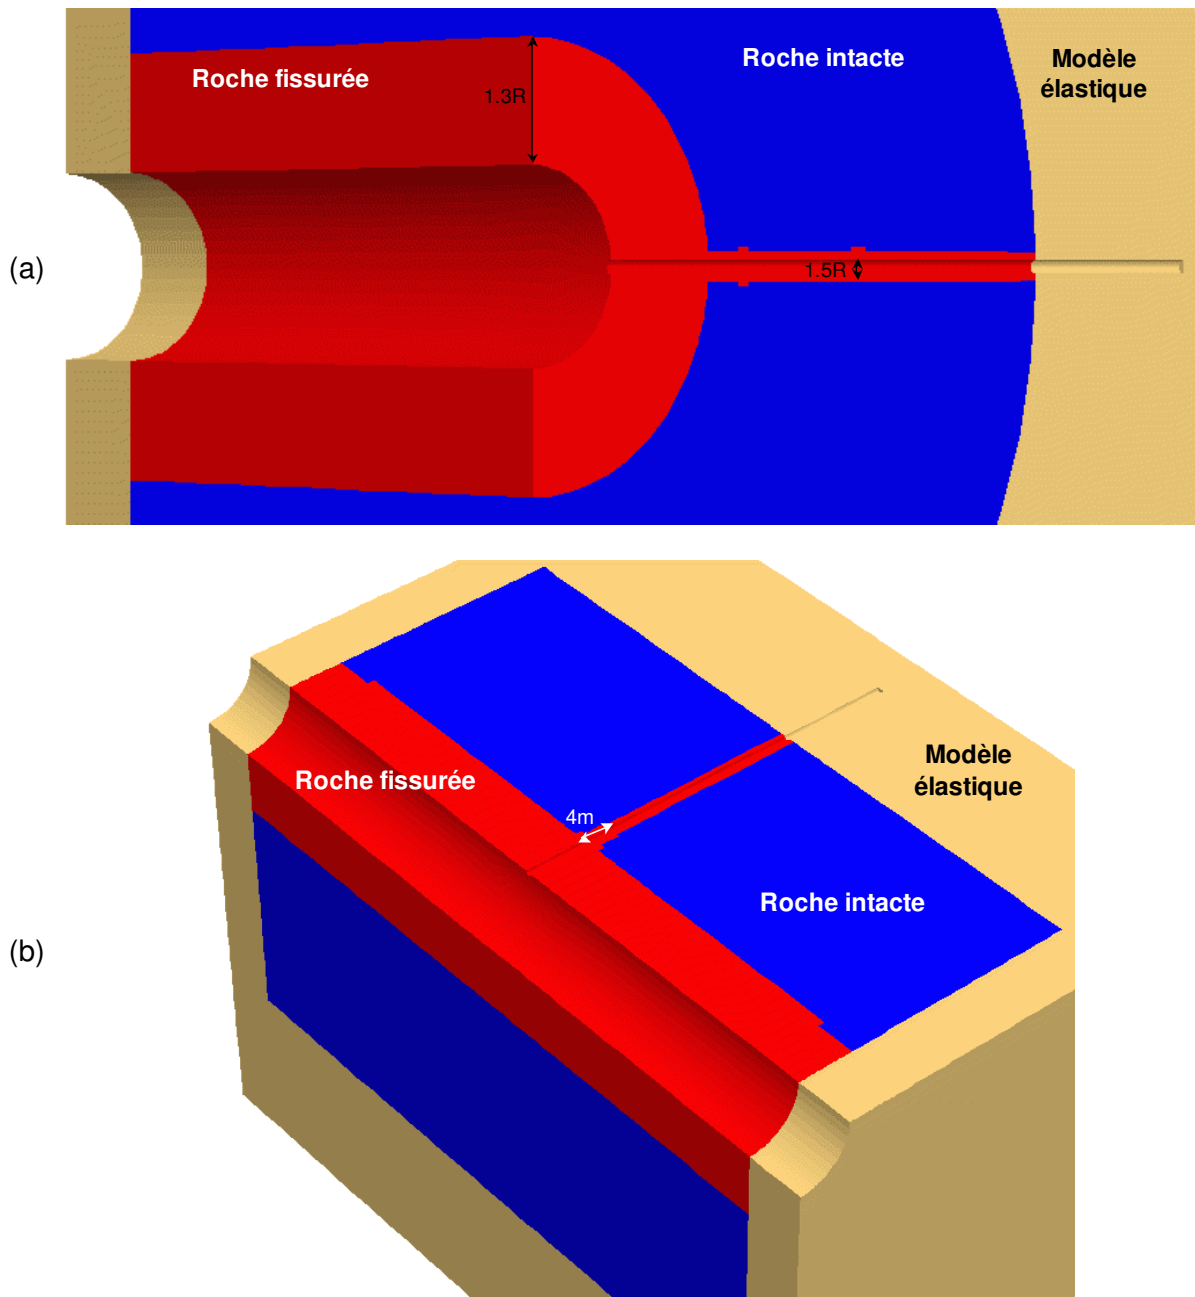 Roche fissurée
Roche intacte
Modèle
élastique
1.3R
(a)
1.5R
Modèle
élastique
Roche fissurée
4m
Roche intacte
(b)